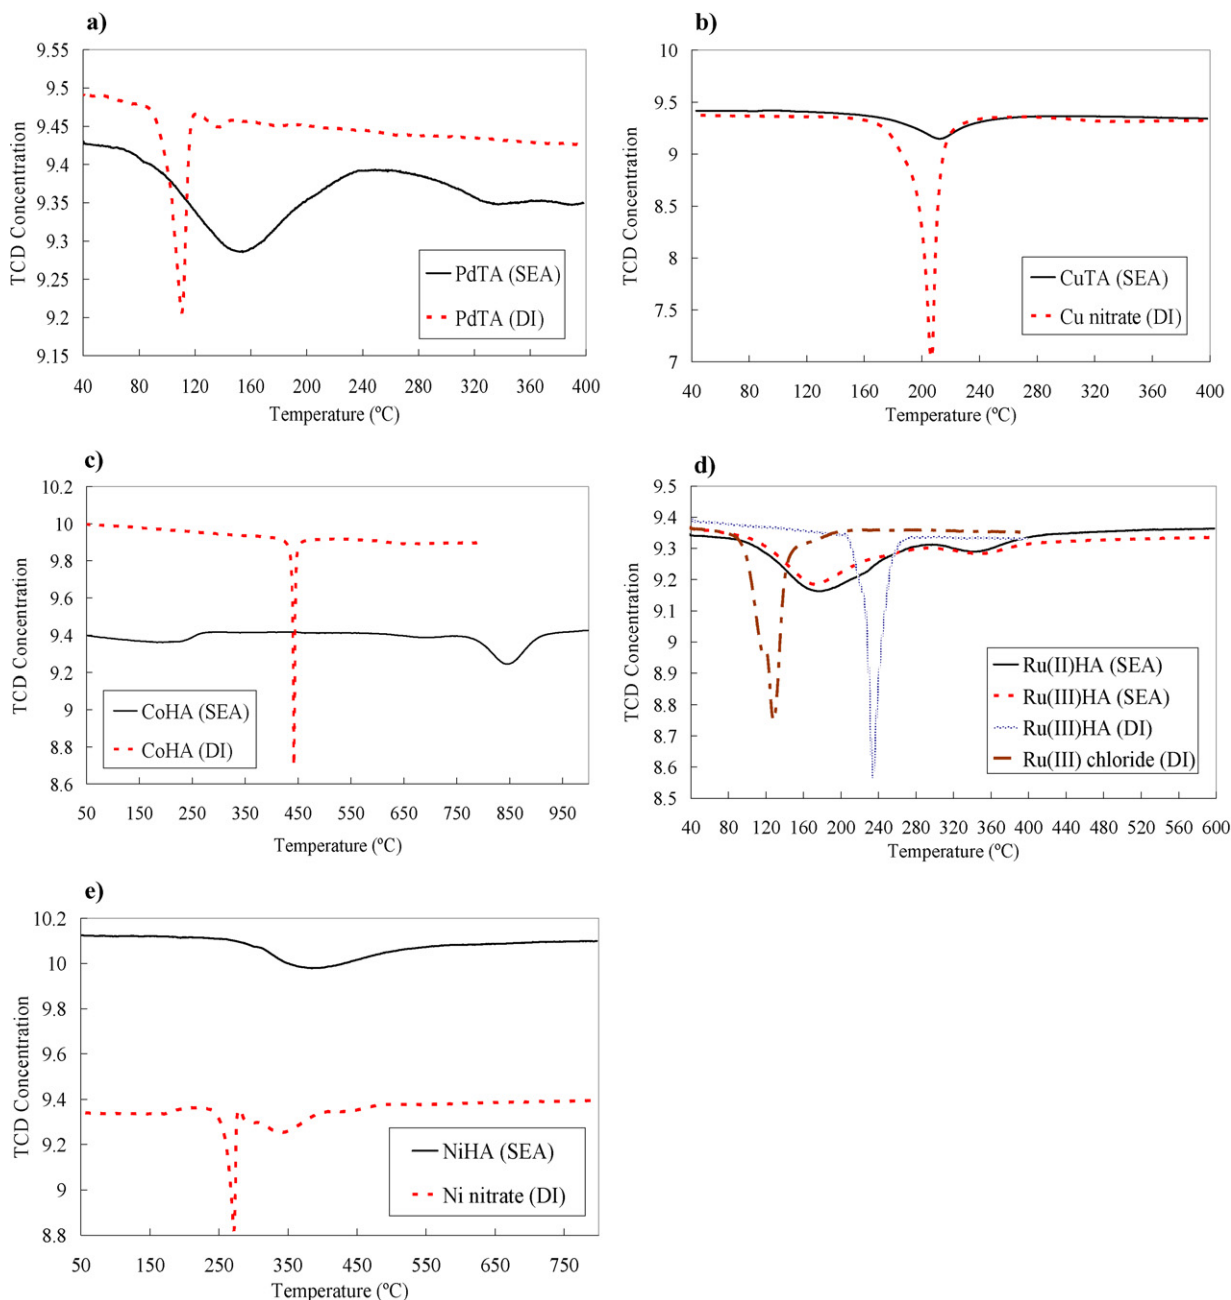 a)
9.55
9.5
9.45
9.4
9.35
9.3
9.25
9.2
9.15
TCD Concentration
PdTA (SEA)
PdTA (DI)
40 80 120 160 200 240 280 320 360 400
Temperature (ºC)
b)
10
9.5
9
8.5
8
7.5
7
TCD Concentration
CuTA (SEA)
Cu nitrate (DI)
40 80 120 160 200 240 280 320 360 400
Temperature (ºC)
c)
10.2
10
9.8
9.6
9.4
9.2
9
8.8
8.6
TCD Concentration
CoHA (SEA)
CoHA (DI)
50 150 250 350 450 550 650 750 850 950
Temperature (ºC)
d)
9.5
9.4
9.3
9.2
9.1
9
8.9
8.8
8.7
8.6
8.5
TCD Concentration
Ru(II)HA (SEA)
Ru(III)HA (SEA)
Ru(III)HA (DI)
Ru(III) chloride (DI)
40 80 120 160 200 240 280 320 360 400 440 480 520 560 600
Temperature (ºC)
e)
10.2
10
9.8
9.6
9.4
9.2
9
8.8
TCD Concentration
NiHA (SEA)
Ni nitrate (DI)
50 150 250 350 450 550 650 750
Temperature (ºC)